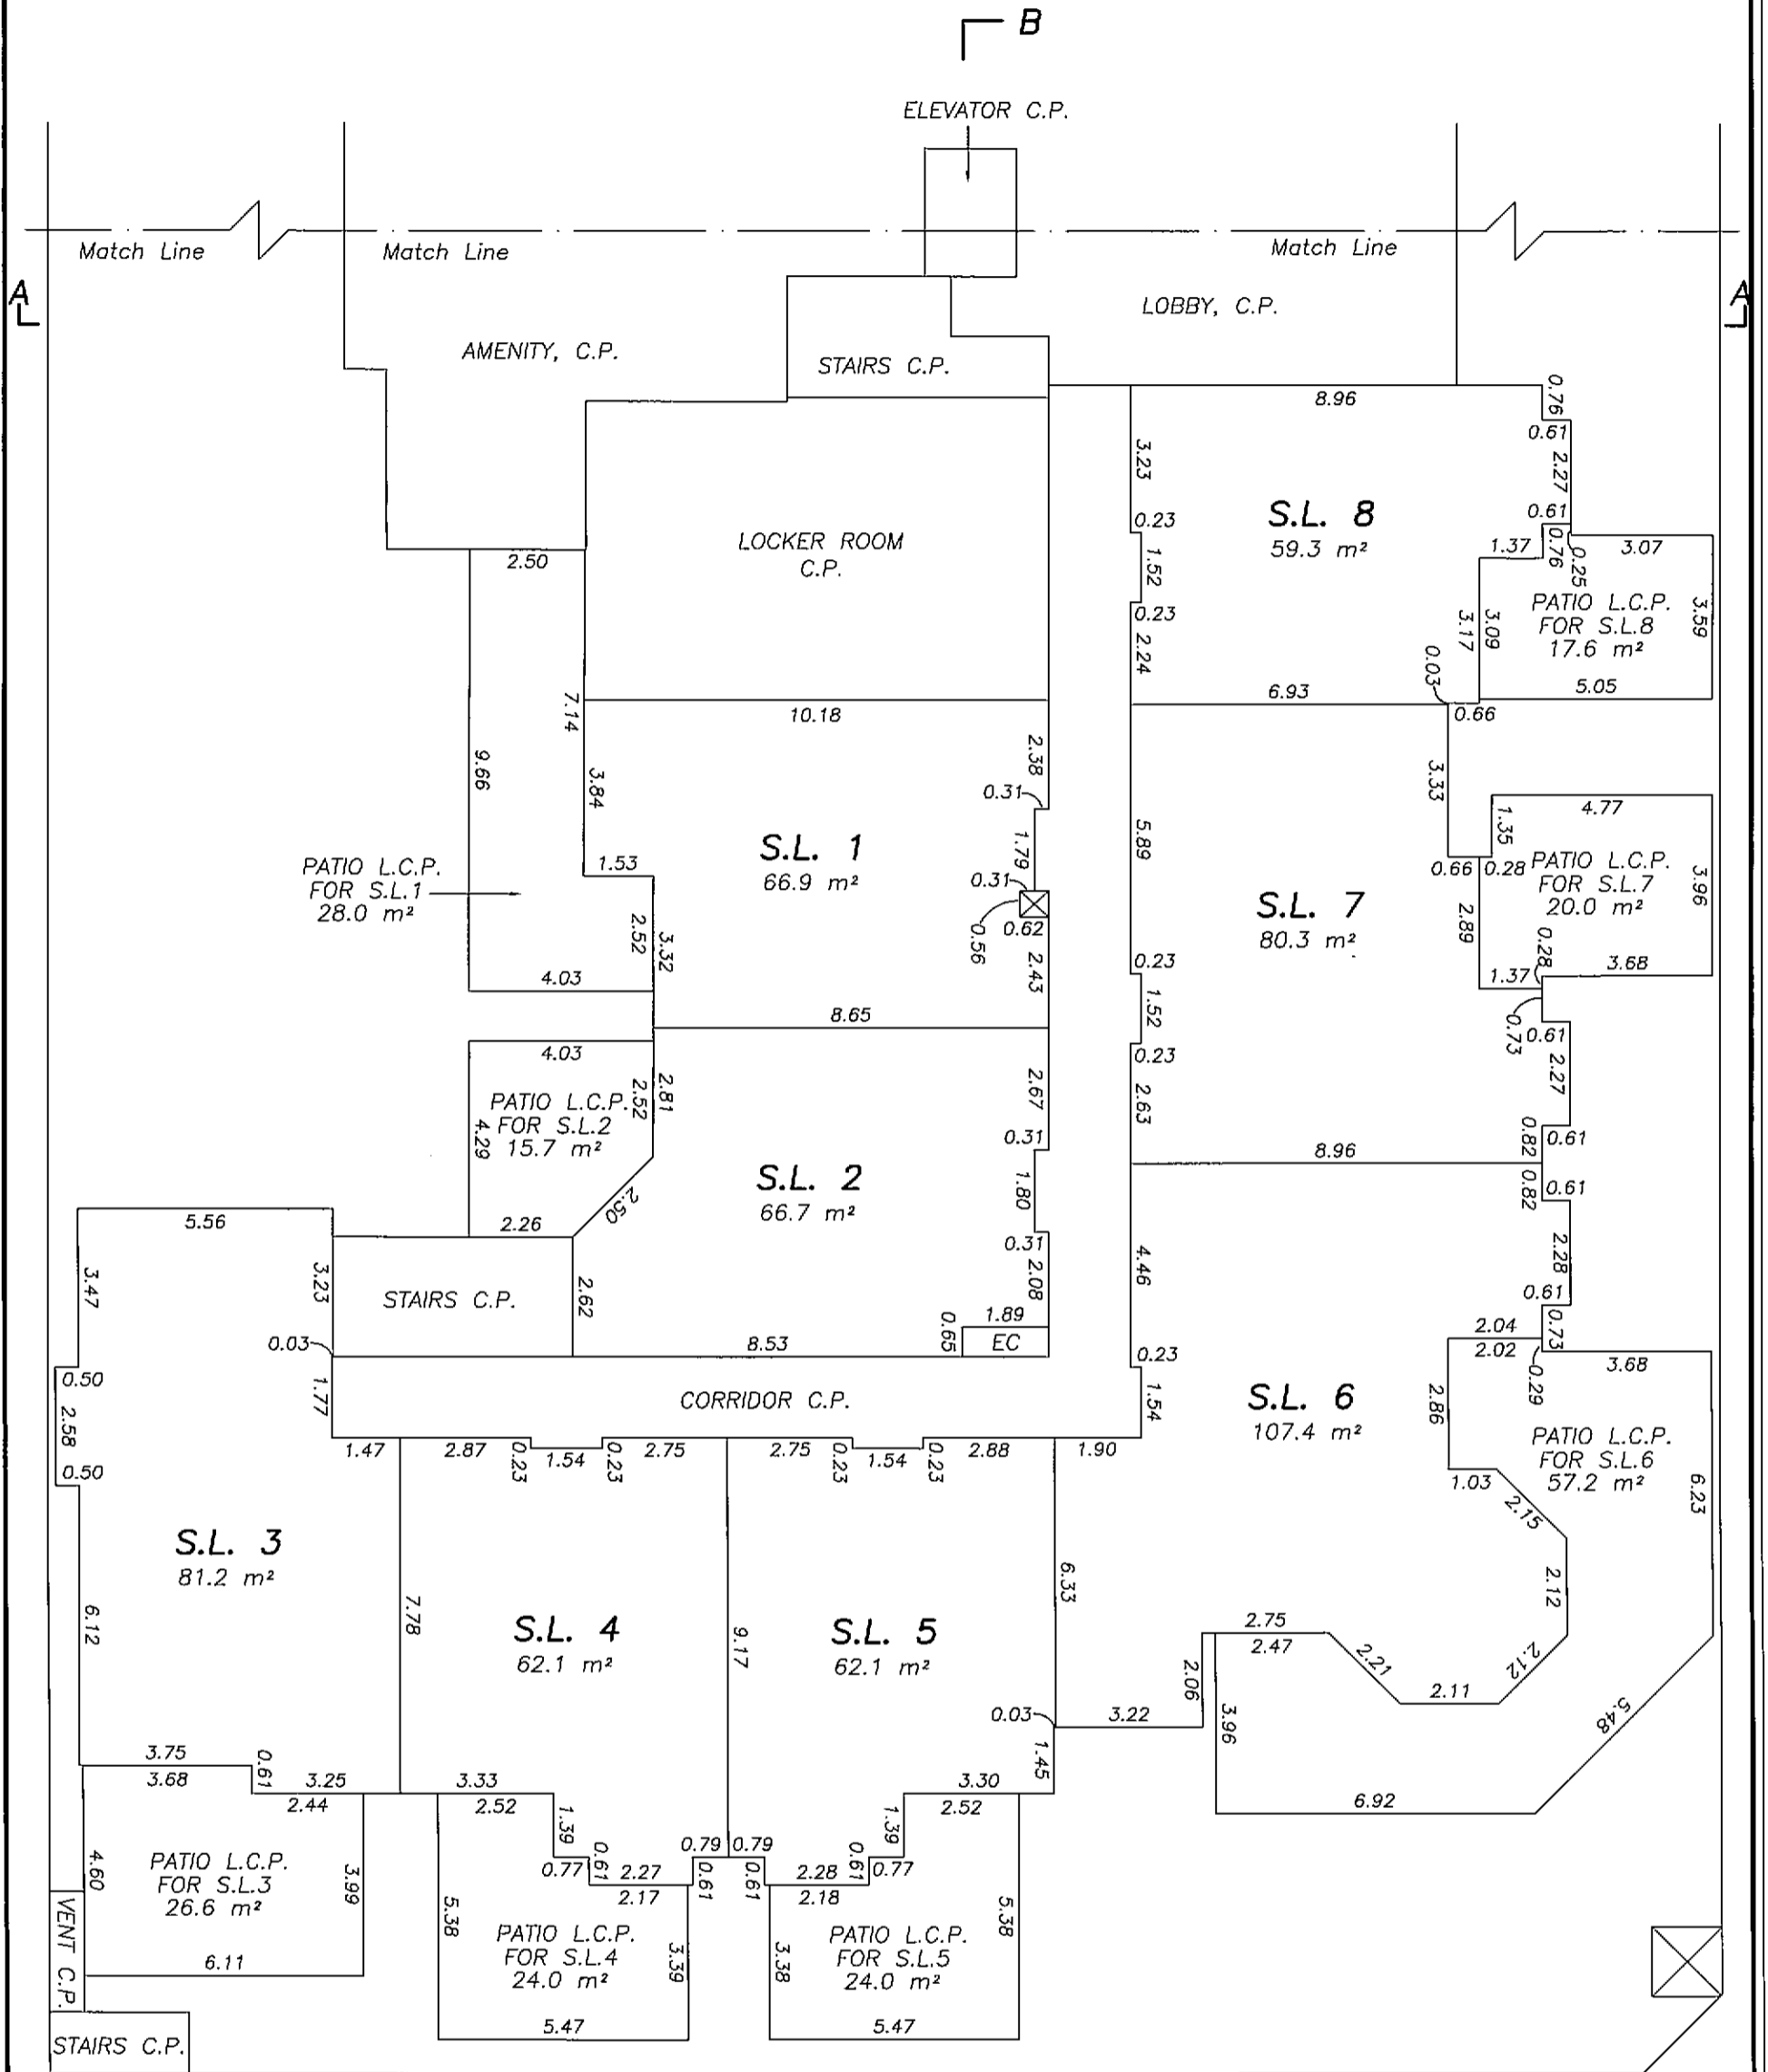 B
ELEVATOR C.P.
Match Line
Match Line
Match Line
A
A
LOBBY, C.P.
AMENITY, C.P.
STAIRS C.P.
8.96
0.76
0.61
2.27
3.23
0.23
1.52
0.23
2.24
S.L. 8
59.3 m²
0.61
1.37
0.76
0.25
3.07
3.17
3.09
PATIO L.C.P.
FOR S.L.8
17.6 m²
3.59
5.05
0.03
0.66
6.93
LOCKER ROOM
C.P.
2.50
7.14
10.18
9.66
3.84
2.38
0.31
1.79
0.31
0.56
0.62
2.43
S.L. 1
66.9 m²
1.53
PATIO L.C.P.
FOR S.L.1
28.0 m²
2.52
3.32
4.03
8.65
5.89
3.33
4.77
1.35
0.66
0.28
PATIO L.C.P.
FOR S.L.7
20.0 m²
3.96
S.L. 7
80.3 m²
2.89
0.28
1.37
3.68
0.73
0.61
2.27
0.23
1.52
0.23
2.63
0.82
0.61
8.96
4.03
2.52
2.81
PATIO L.C.P.
FOR S.L.2
15.7 m²
4.29
2.50
2.26
S.L. 2
66.7 m²
2.67
0.31
1.80
0.31
2.08
1.89
0.65
EC
8.53
2.62
STAIRS C.P.
5.56
3.47
3.23
0.03
0.50
2.58
0.50
1.77
CORRIDOR C.P.
0.82
0.61
2.28
0.61
4.46
0.23
1.54
2.04
2.02
0.73
0.29
3.68
S.L. 6
107.4 m²
2.86
PATIO L.C.P.
FOR S.L.6
57.2 m²
1.03
2.15
6.23
2.12
2.12
5.48
2.75
2.47
2.21
2.11
2.06
3.96
6.92
1.47
2.87
0.23
1.54
0.23
2.75
2.75
0.23
1.54
0.23
2.88
1.90
S.L. 3
81.2 m²
6.12
7.78
S.L. 4
62.1 m²
9.17
S.L. 5
62.1 m²
6.33
0.03
3.22
1.45
3.75
3.68
0.61
3.25
2.44
3.33
2.52
1.39
0.77
0.61
2.27
2.17
0.79
0.61
0.79
0.61
2.28
2.18
0.61
0.77
1.39
3.30
2.52
4.60
PATIO L.C.P.
FOR S.L.3
26.6 m²
3.99
6.11
VENT C.P.
STAIRS C.P.
5.38
PATIO L.C.P.
FOR S.L.4
24.0 m²
3.39
5.47
3.38
PATIO L.C.P.
FOR S.L.5
24.0 m²
5.38
5.47